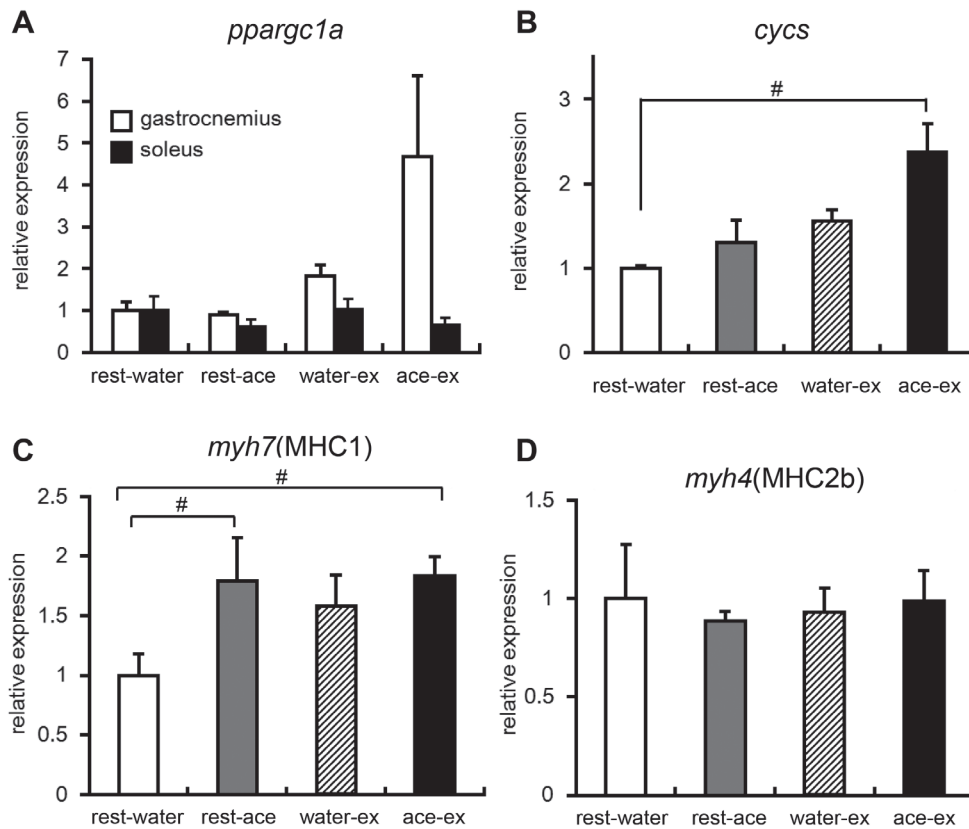 A
ppargc1a
relative expression
7
6
5
4
3
2
1
0
gastrocnemius
soleus
rest-water rest-ace water-ex ace-ex
B
cycs
relative expression
#
3
2
1
0
rest-water rest-ace water-ex ace-ex
C
myh7(MHC1)
relative expression
#
#
2.5
2
1.5
1
0.5
0
rest-water rest-ace water-ex ace-ex
D
myh4(MHC2b)
relative expression
1.5
1
0.5
0
rest-water rest-ace water-ex ace-ex